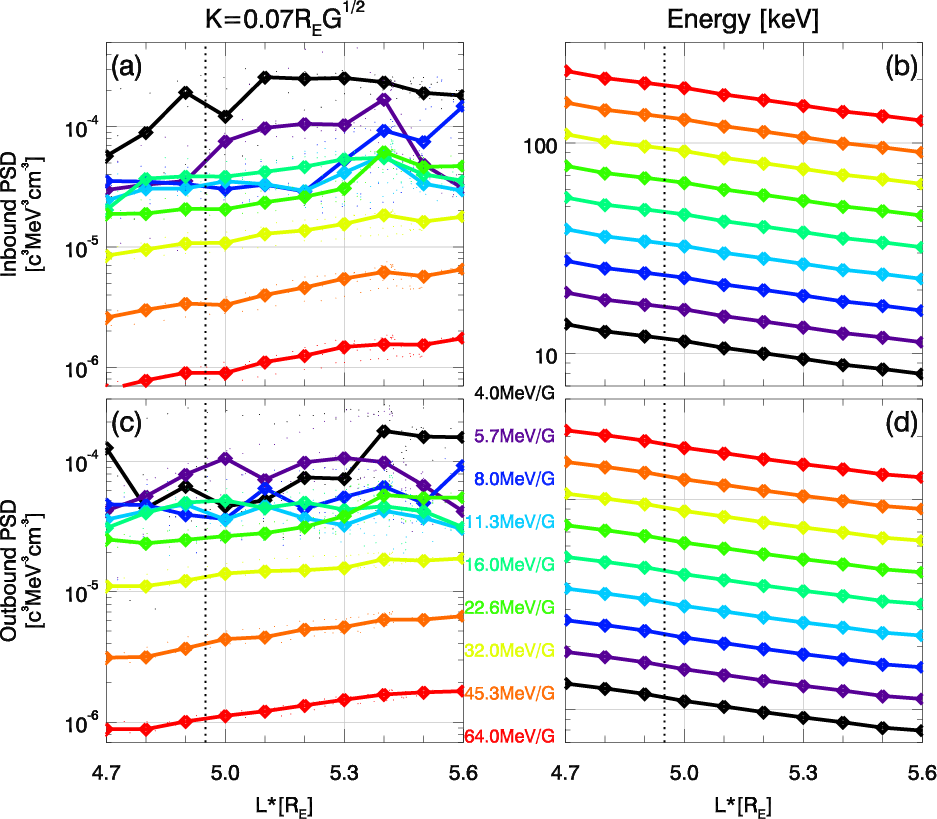 K=0.07R_E G^1/2
Energy [keV]
(a)
(b)
10^-4
10^-5
10^-6
Inbound PSD
[c^3MeV^-3cm^-3]
100
10
4.0MeV/G
5.7MeV/G
8.0MeV/G
11.3MeV/G
16.0MeV/G
22.6MeV/G
32.0MeV/G
45.3MeV/G
64.0MeV/G
(c)
(d)
10^-4
10^-5
10^-6
Outbound PSD
[c^3MeV^-3cm^-3]
4.7 5.0 5.3 5.6
4.7 5.0 5.3 5.6
L*[R_E]
L*[R_E]